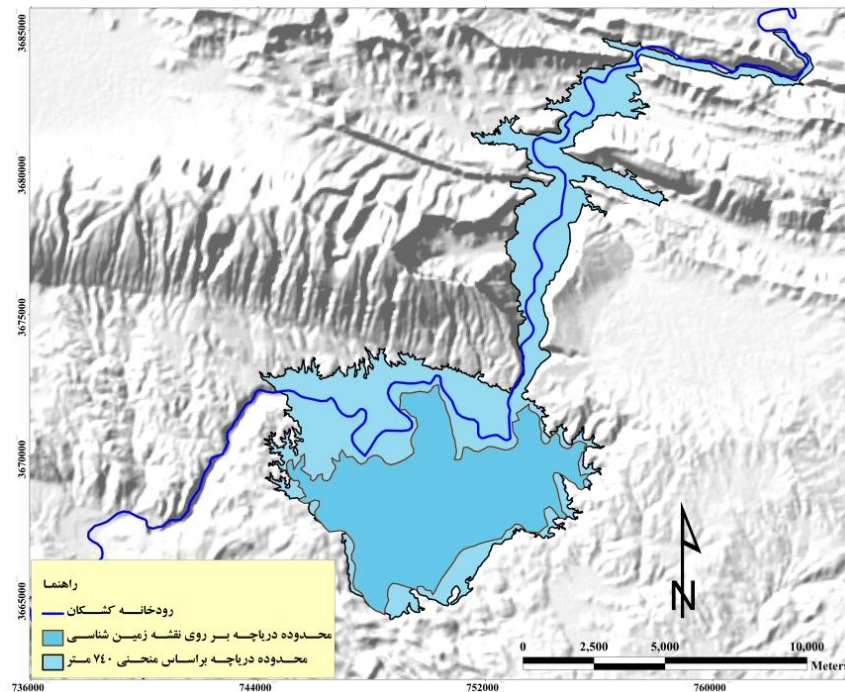 3685000
3680000
3675000
3670000
3665000
راهنما
رودخانه کشکان
محدوده دریاچه بر روی نقشه زمین شناسی
محدوده دریاچه براساس منحنی ٧٤٠ متر
N
0 2,500 5,000 10,000
Meters
736000 744000 752000 760000